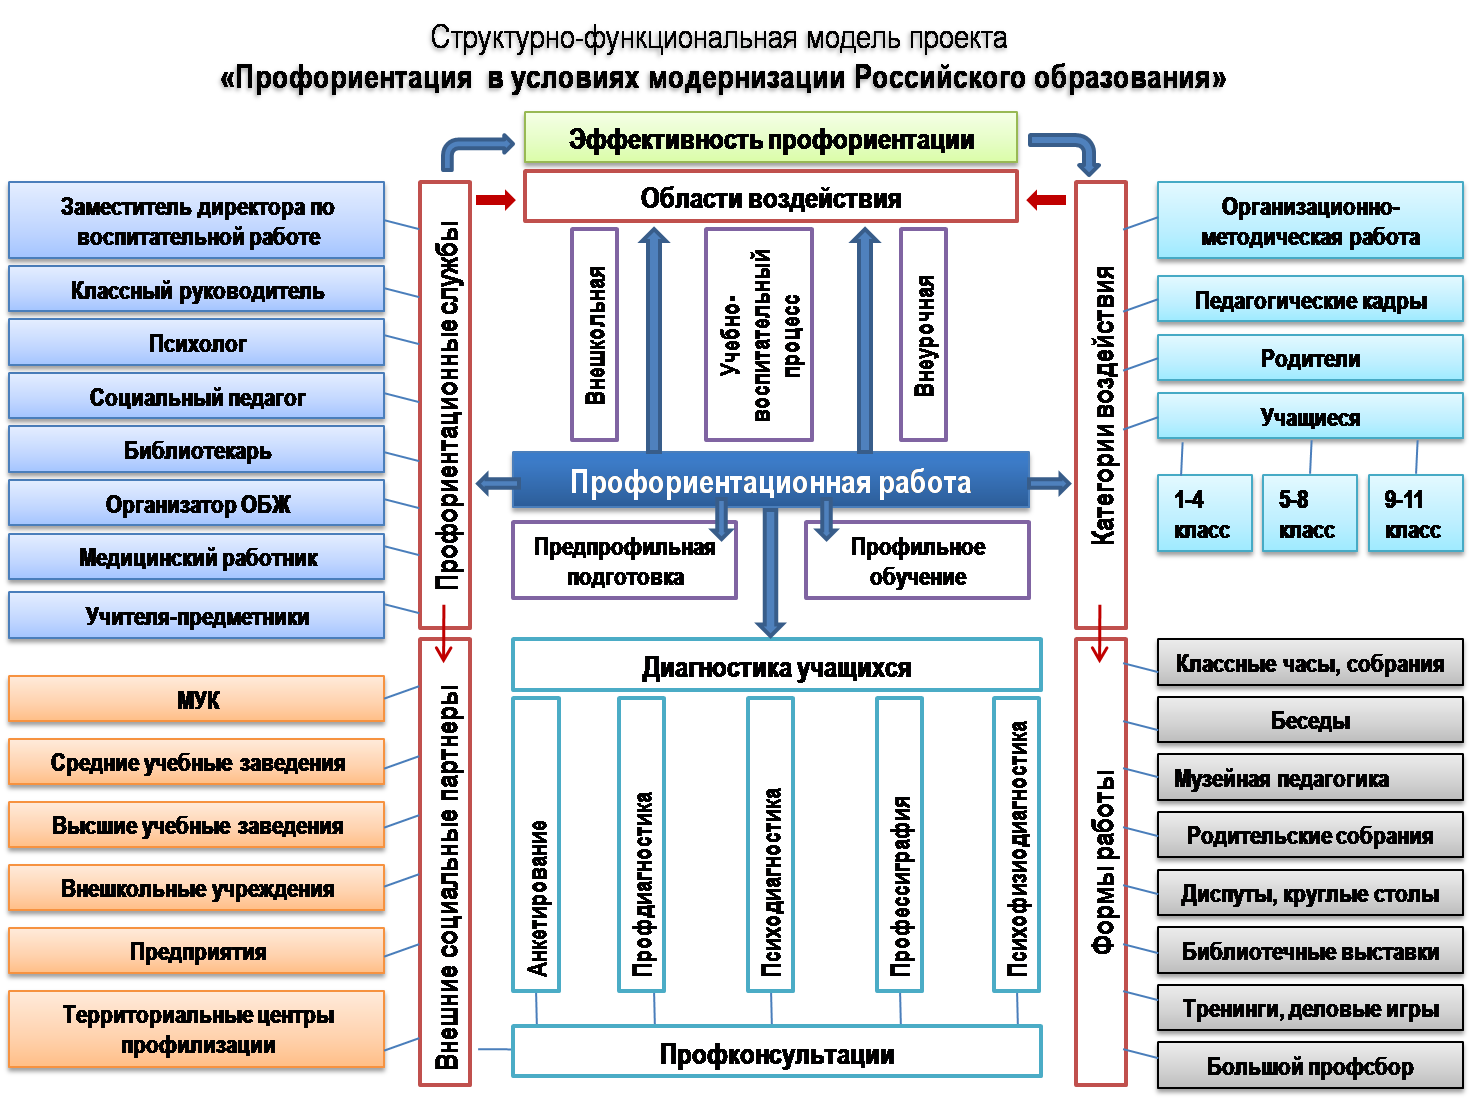 Структурно-функциональная модель проекта
«Профориентация в условиях модернизации Российского образования»
Эффективность профориентации
Области воздействия
Заместитель директора по
воспитательной работе
Классный руководитель
Психолог
Социальный педагог
Библиотекарь
Организатор ОБЖ
Медицинский работник
Учителя-предметники
Профориентационные службы
Внешкольная
Учебно-
воспитательный
процесс
Внеурочная
Профориентационная работа
Предпрофильная
подготовка
Профильное
обучение
Категории воздействия
Организационно-
методическая работа
Педагогические кадры
Родители
Учащиеся
1-4
класс
5-8
класс
9-11
класс
МУК
Средние учебные заведения
Высшие учебные заведения
Внешкольные учреждения
Предприятия
Территориальные центры
профилизации
Внешние социальные партнеры
Диагностика учащихся
Анкетирование
Профдиагностика
Психодиагностика
Профессиграфия
Психофизиодиагностика
Профконсультации
Формы работы
Классные часы, собрания
Беседы
Музейная педагогика
Родительские собрания
Диспуты, круглые столы
Библиотечные выставки
Тренинги, деловые игры
Большой профсбор